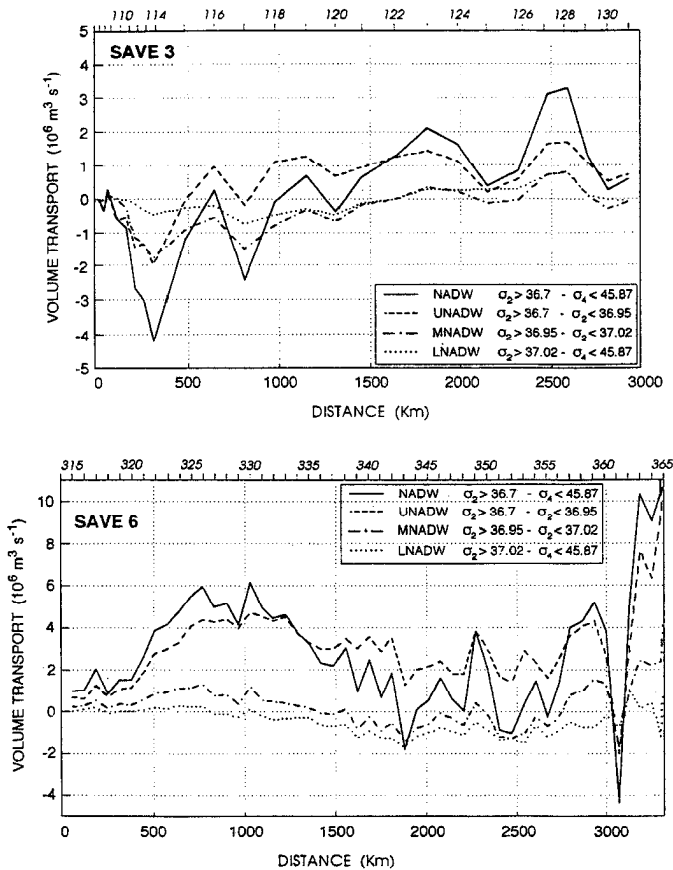 110 114 116 118 120 122 124 126 128 130
SAVE 3
5
4
3
2
1
0
-1
-2
-3
-4
-5
VOLUME TRANSPORT (10⁶ m³ s⁻¹)
NADW σ₂> 36.7 - σ₄< 45.87
UNADW σ₂> 36.7 - σ₂< 36.95
MNADW σ₂> 36.95 - σ₂< 37.02
LNADW σ₂> 37.02 - σ₄< 45.87
0 500 1000 1500 2000 2500 3000
DISTANCE (Km)
315 320 325 330 335 340 345 350 355 360 365
SAVE 6
10
8
6
4
2
0
-2
-4
VOLUME TRANSPORT (10⁶ m³ s⁻¹)
NADW σ₂> 36.7 - σ₄< 45.87
UNADW σ₂> 36.7 - σ₂< 36.95
MNADW σ₂> 36.95 - σ₂< 37.02
LNADW σ₂> 37.02 - σ₄< 45.87
0 500 1000 1500 2000 2500 3000
DISTANCE (Km)